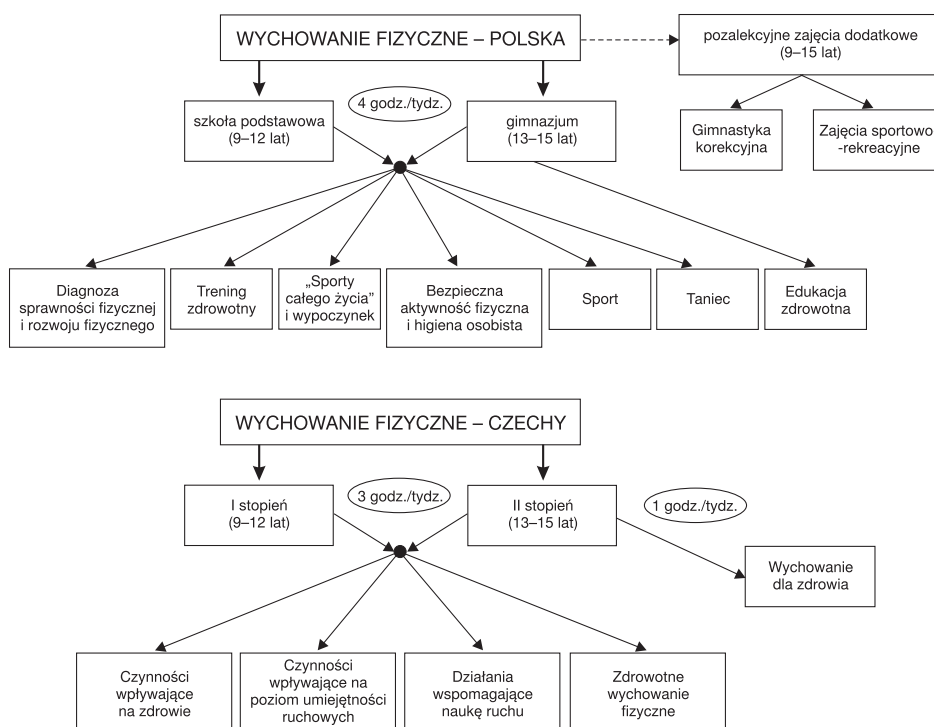 WYCHOWANIE FIZYCZNE – POLSKA
pozalekcyjne zajęcia dodatkowe
(9–15 lat)
szkoła podstawowa
(9–12 lat)
4 godz./tydz.
gimnazjum
(13–15 lat)
Gimnastyka
korekcyjna
Zajęcia sportowo
-rekreacyjne
Diagnoza
sprawności fizycznej
i rozwoju fizycznego
Trening
zdrowotny
„Sporty
całego życia”
i wypoczynek
Bezpieczna
aktywność fizyczna
i higiena osobista
Sport
Taniec
Edukacja
zdrowotna
WYCHOWANIE FIZYCZNE – CZECHY
I stopień
(9–12 lat)
3 godz./tydz.
II stopień
(13–15 lat)
1 godz./tydz.
Wychowanie
dla zdrowia
Czynności
wpływające
na zdrowie
Czynności
wpływające na
poziom umiejętności
ruchowych
Działania
wspomagające
naukę ruchu
Zdrowotne
wychowanie
fizyczne